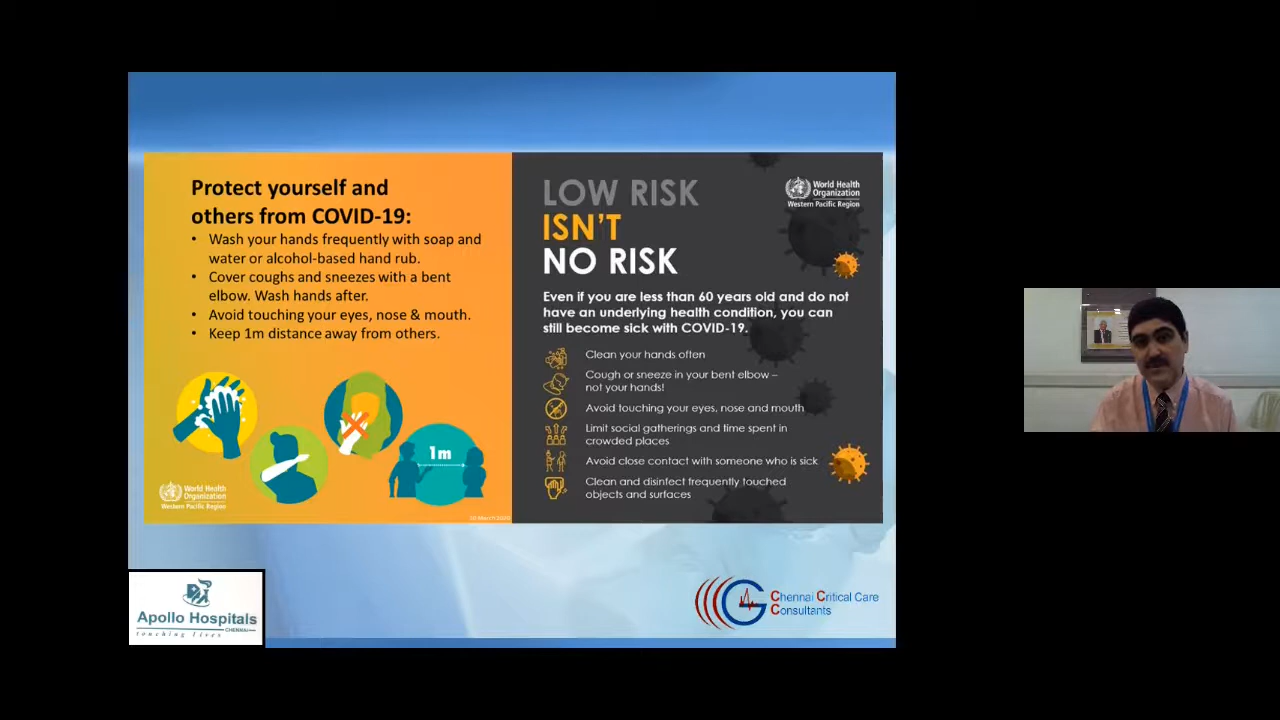 Protect yourself and
others from COVID-19:
• Wash your hands frequently with soap and
water or alcohol-based hand rub.
• Cover coughs and sneezes with a bent
elbow. Wash hands after.
• Avoid touching your eyes, nose & mouth.
• Keep 1m distance away from others.
1m
World Health
Organization
Western Pacific Region
10 March 2020
LOW RISK
ISN'T
NO RISK
World Health
Organization
Western Pacific Region
Even if you are less than 60 years old and do not
have an underlying health condition, you can
still become sick with COVID-19.
Clean your hands often
Cough or sneeze in your bent elbow –
not your hands!
Avoid touching your eyes, nose and mouth
Limit social gatherings and time spent in
crowded places
Avoid close contact with someone who is sick
Clean and disinfect frequently touched
objects and surfaces
Apollo Hospitals
CHENNAI
touching lives
Chennai Critical Care
Consultants